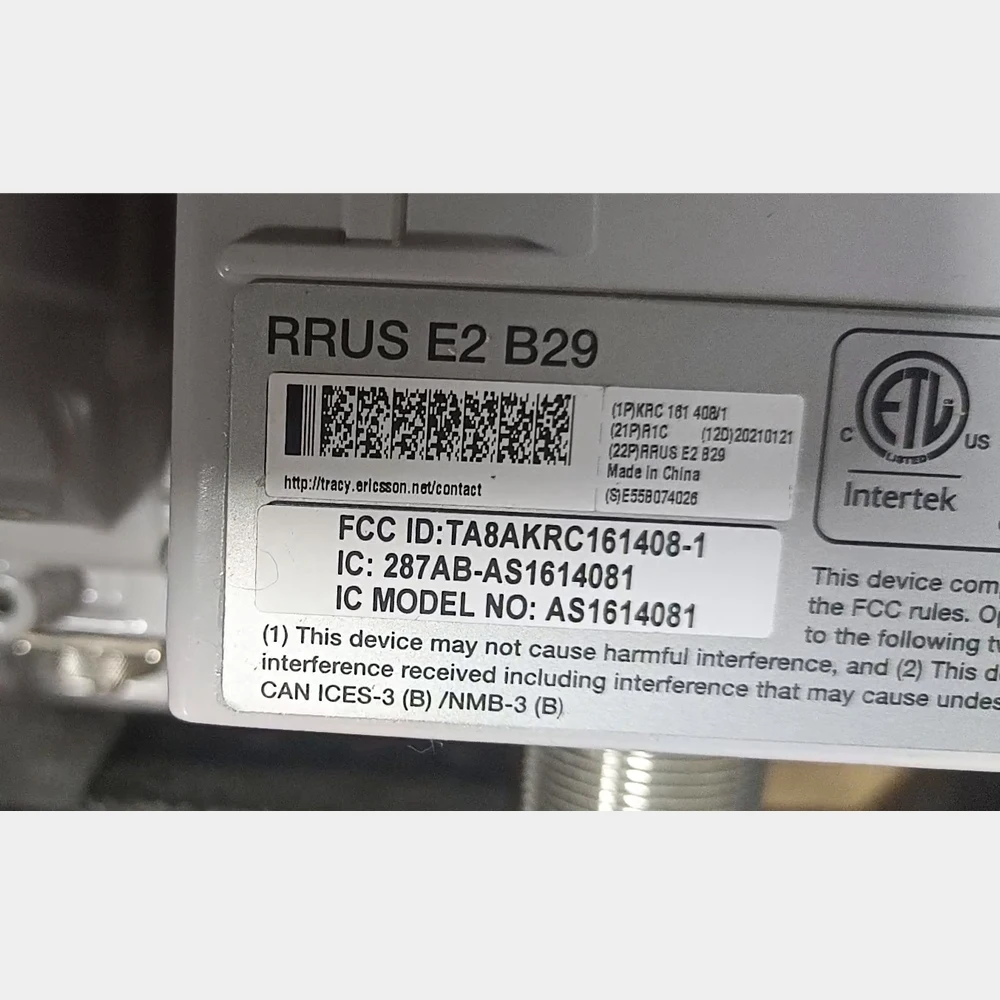 RRUS E2 B29
(1P)KRC 161 408/1
(21P)R1C (12D)20210121
(22P)RRUS E2 B29
Made in China
(S)E55B074026
http://tracy.ericsson.net/contact
FCC ID:TA8AKRC161408-1
IC: 287AB-AS1614081
IC MODEL NO: AS1614081
C ETL US
LISTED
Intertek
This device com
the FCC rules. Op
to the following tw
(1) This device may not cause harmful interference, and (2) This d
interference received including interference that may cause undes
CAN ICES-3 (B) /NMB-3 (B)